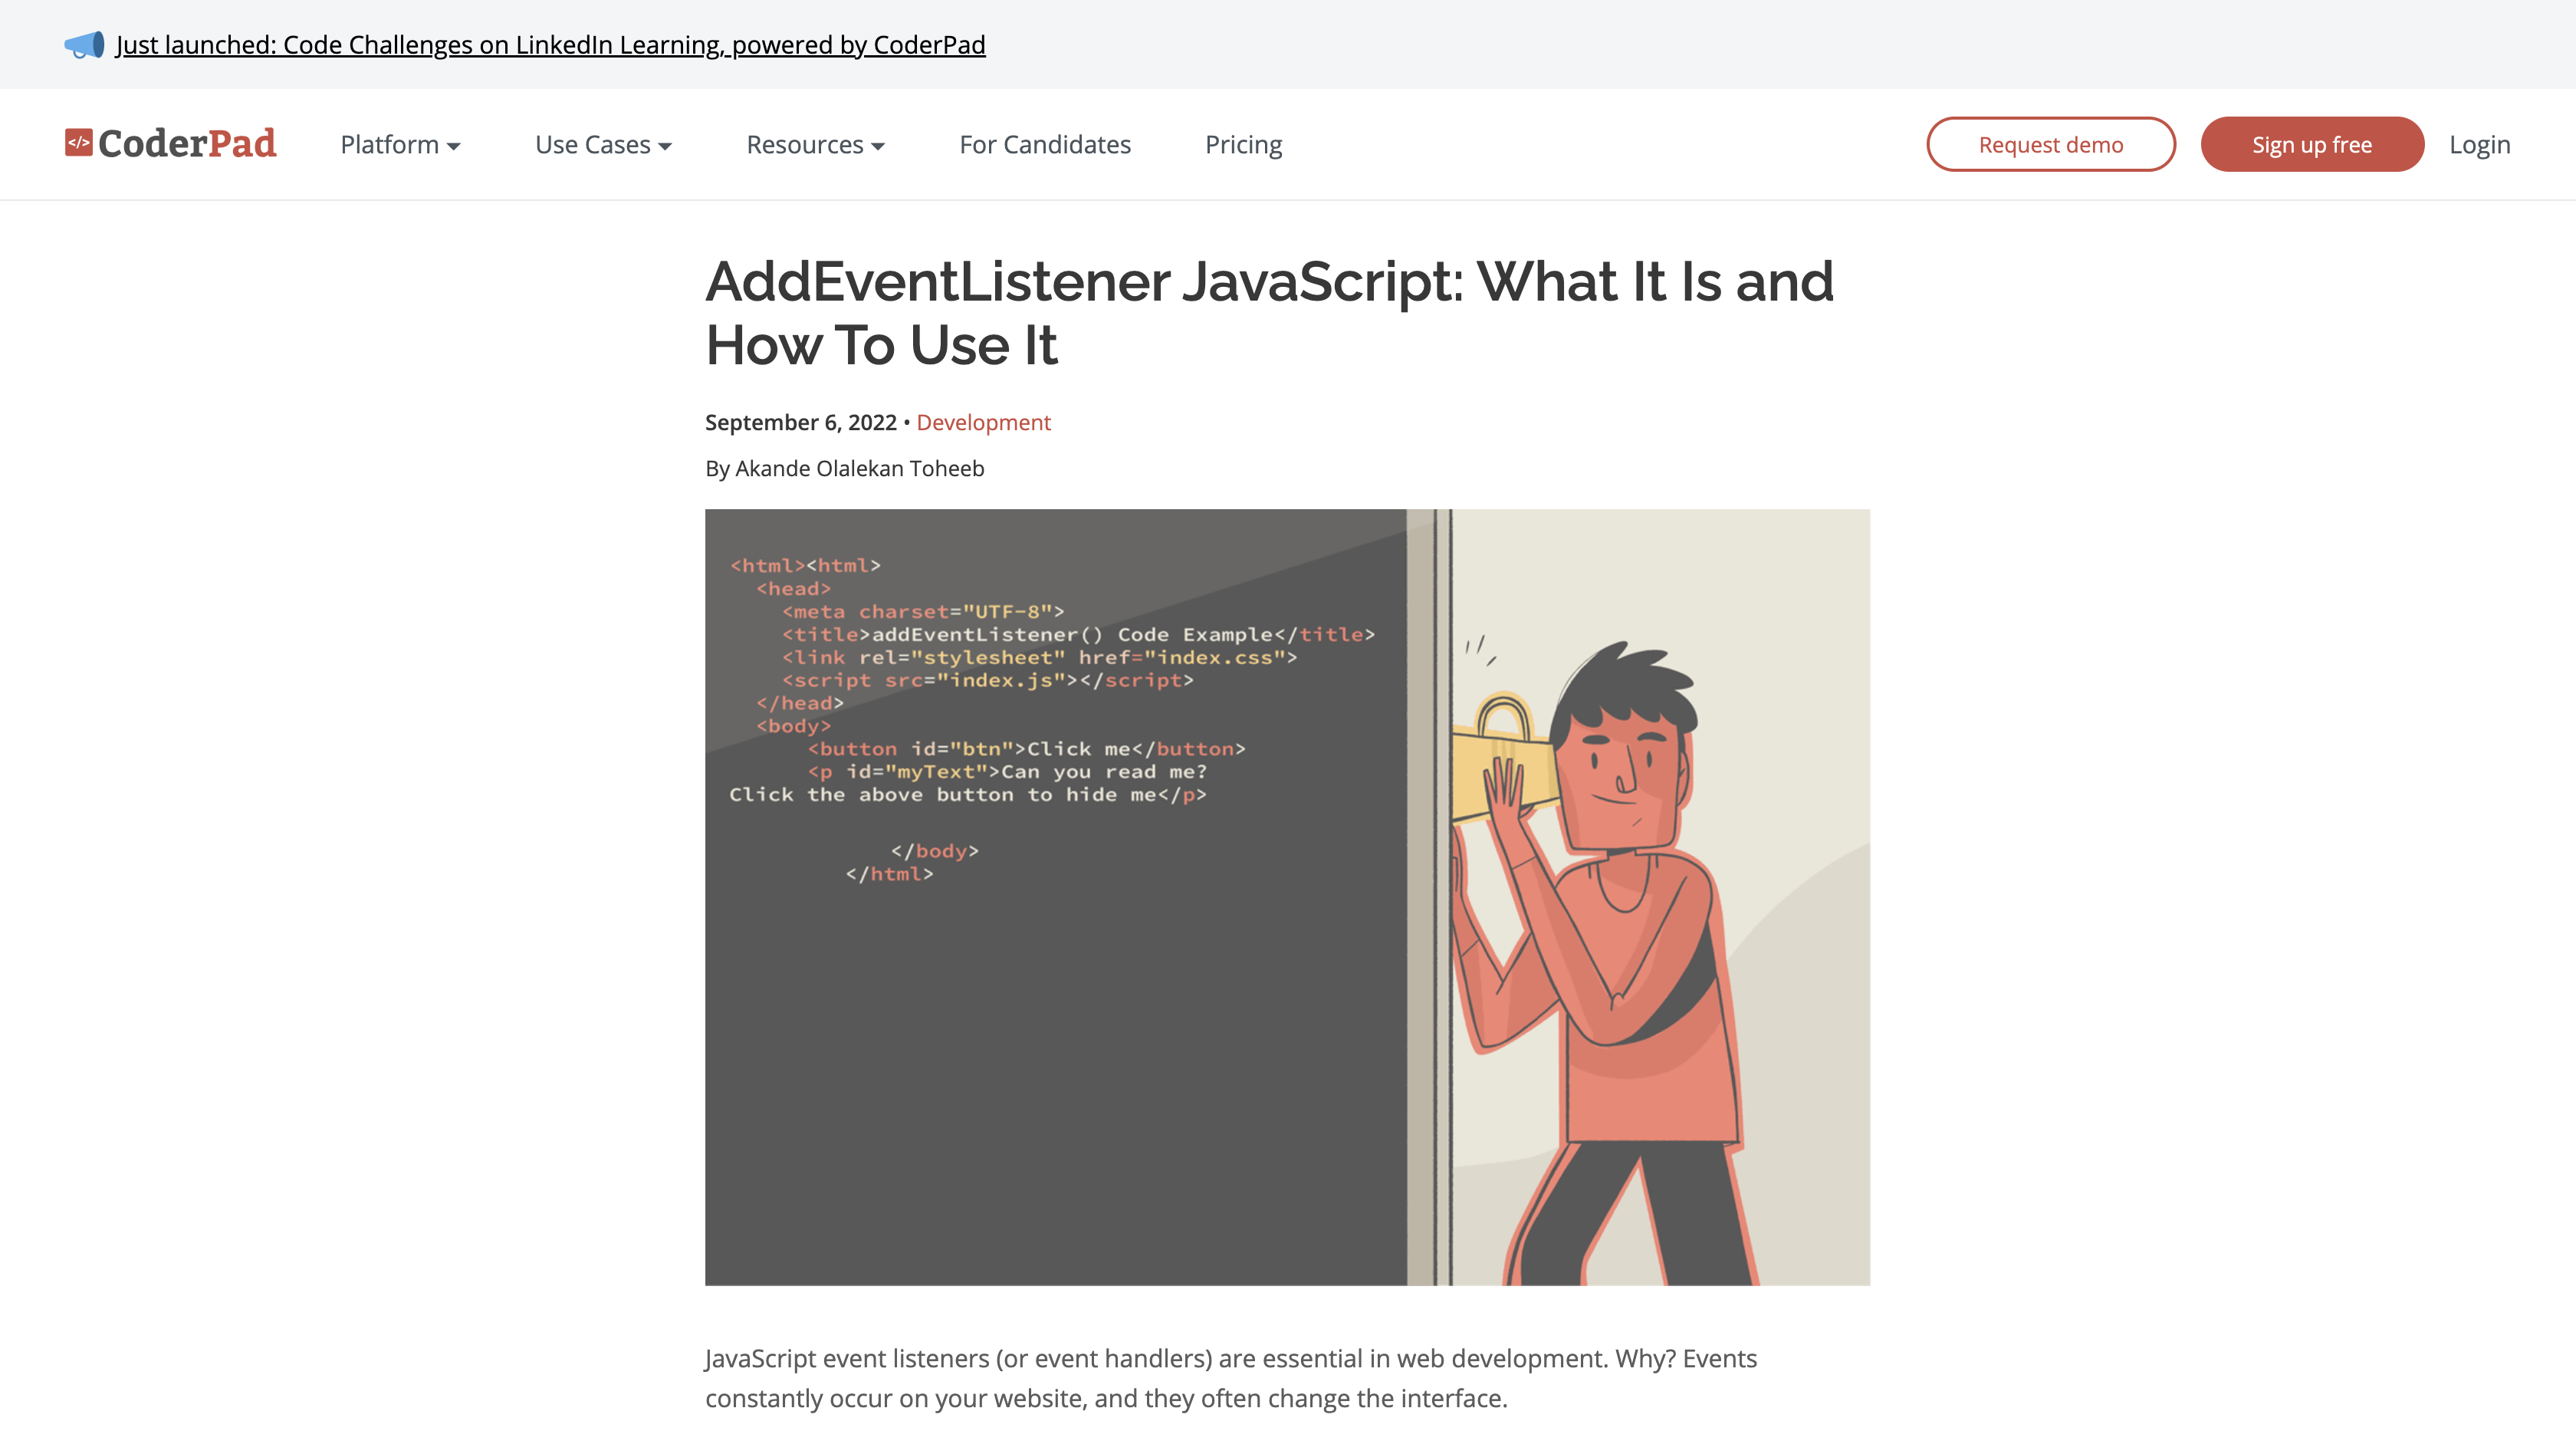 Just launched: Code Challenges on LinkedIn Learning, powered by CoderPad
</> CoderPad Platform Use Cases Resources For Candidates Pricing Request demo Sign up free Login
AddEventListener JavaScript: What It Is and
How To Use It
September 6, 2022 • Development
By Akande Olalekan Toheeb
<html><html>
<head>
<meta charset="UTF-8">
<title>addEventListener() Code Example</title>
<link rel="stylesheet" href="index.css">
<script src="index.js"></script>
</head>
<body>
<button id="btn">Click me</button>
<p id="myText">Can you read me?
Click the above button to hide me</p>
</body>
</html>
JavaScript event listeners (or event handlers) are essential in web development. Why? Events
constantly occur on your website, and they often change the interface.